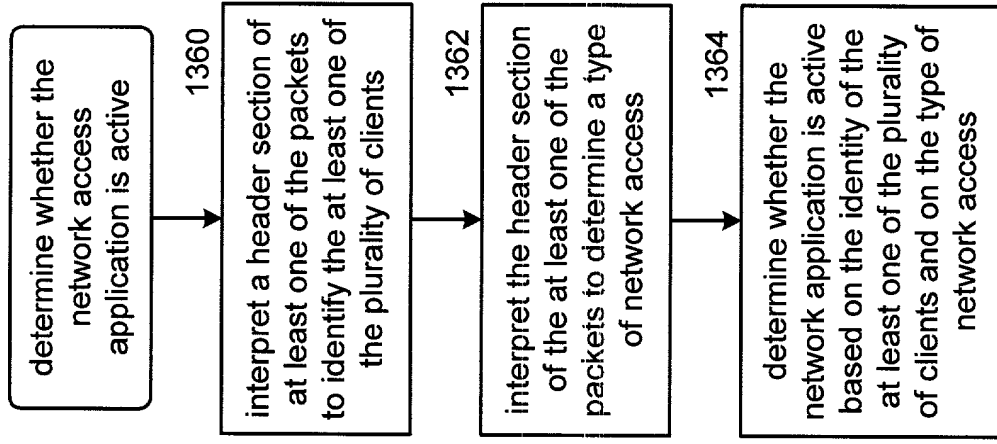 determine whether the
network access
application is active
1360
interpret a header section of
at least one of the packets
to identify the at least one of
the plurality of clients
1362
interpret the header section
of the at least one of the
packets to determine a type
of network access
1364
determine whether the
network application is active
based on the identity of the
at least one of the plurality
of clients and on the type of
network access